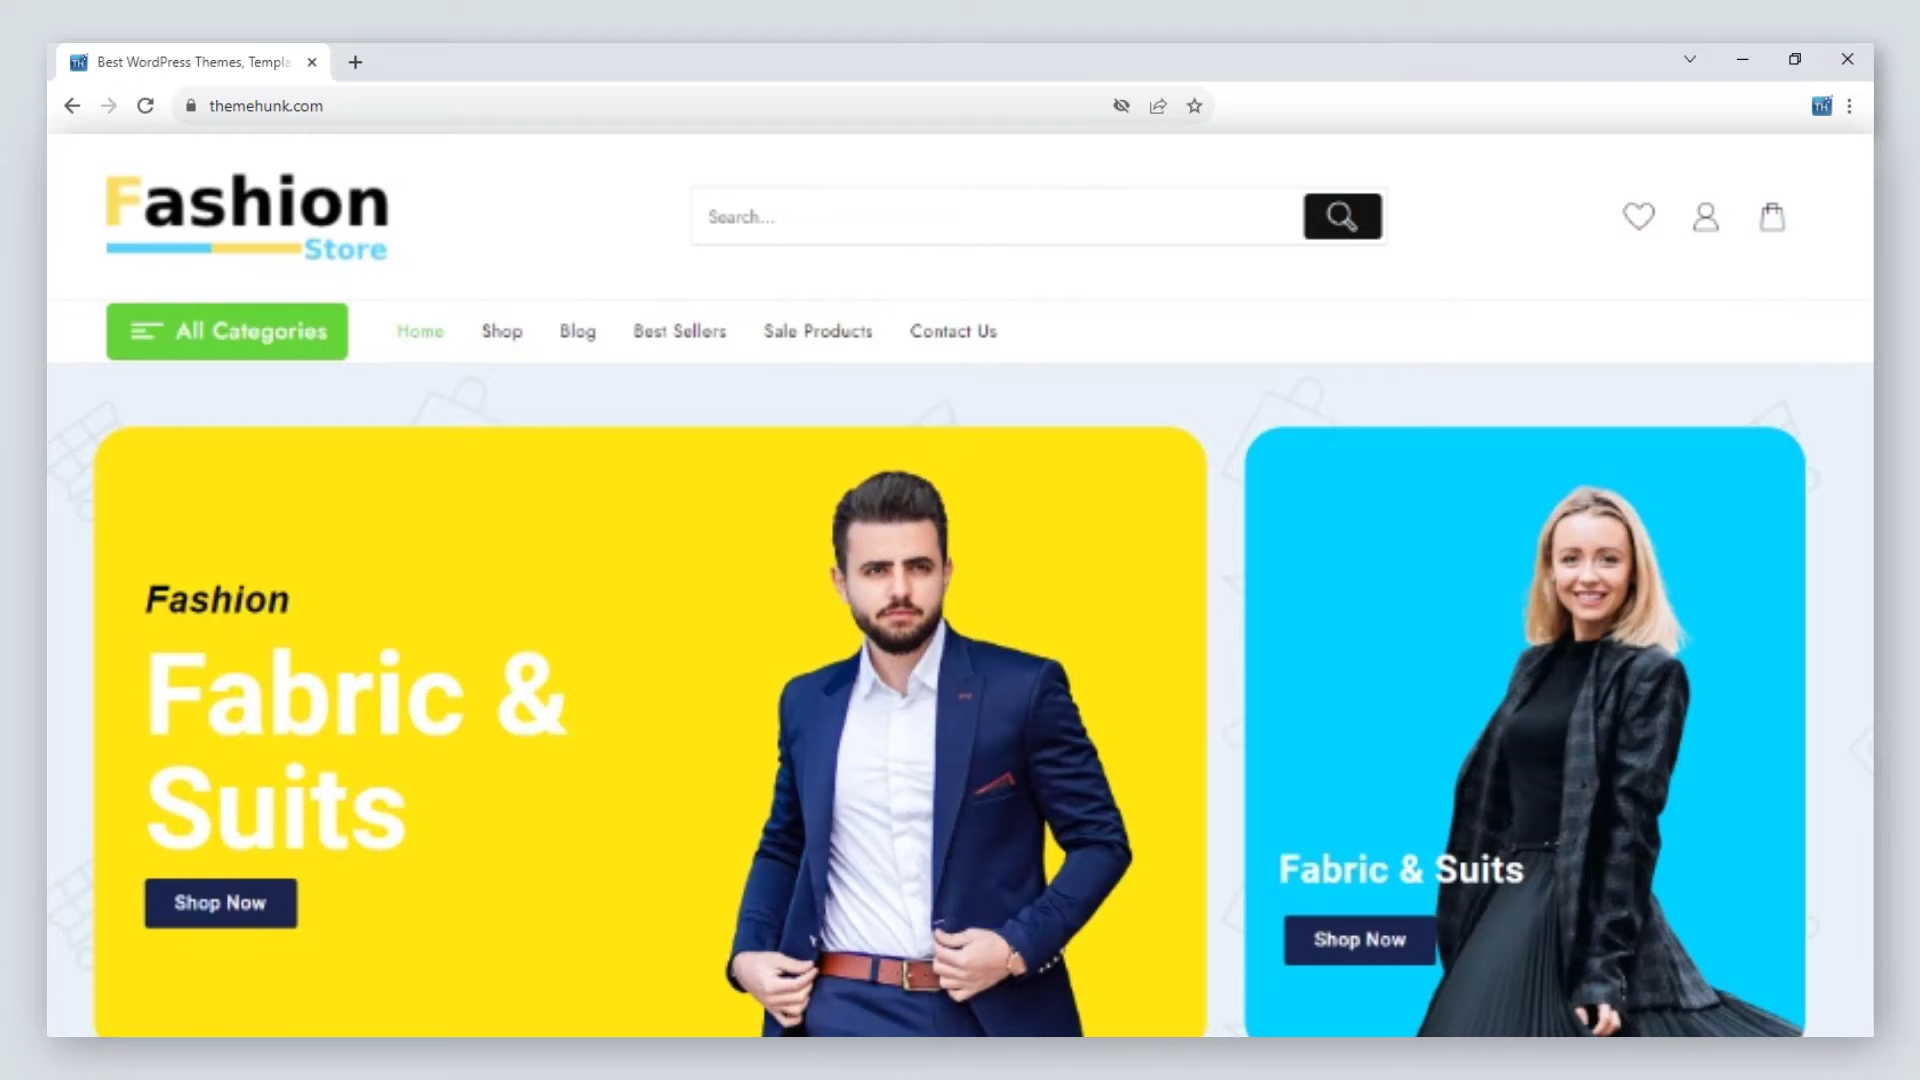 Best WordPress Themes, Templa
themehunk.com
Fashion
Store
Search...
All Categories
Home
Shop
Blog
Best Sellers
Sale Products
Contact Us
Fashion
Fabric &
Suits
Shop Now
Fabric & Suits
Shop Now